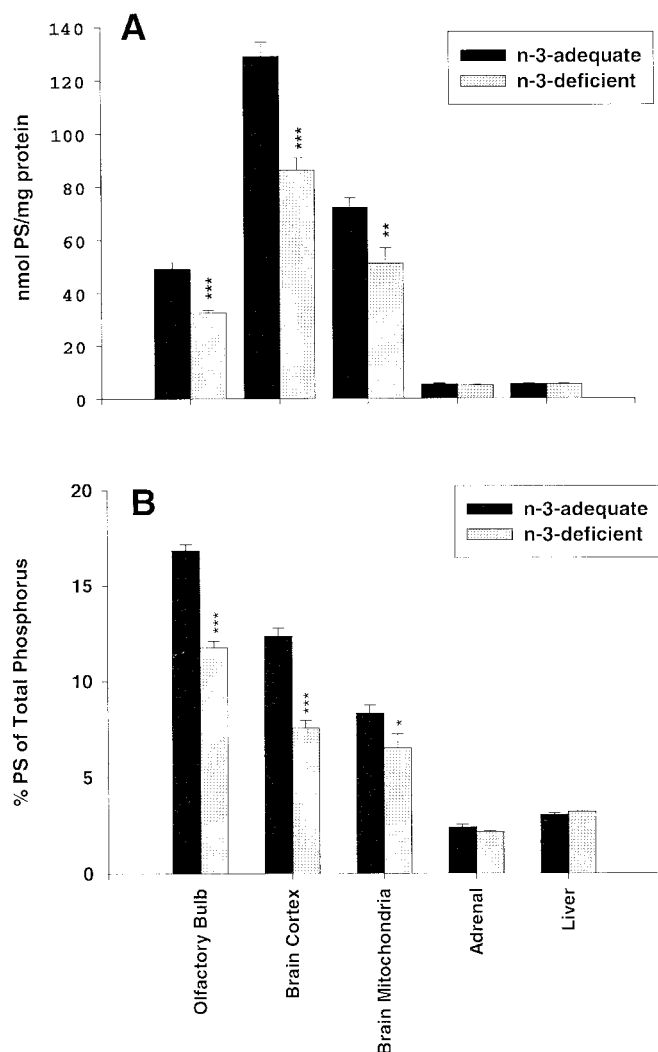 A
n-3-adequate
n-3-deficient
nmol PS/mg protein
140
120
100
80
60
40
20
0
***
***
**
B
n-3-adequate
n-3-deficient
% PS of Total Phosphorus
20
15
10
5
0
***
***
*
Olfactory Bulb
Brain Cortex
Brain Mitochondria
Adrenal
Liver